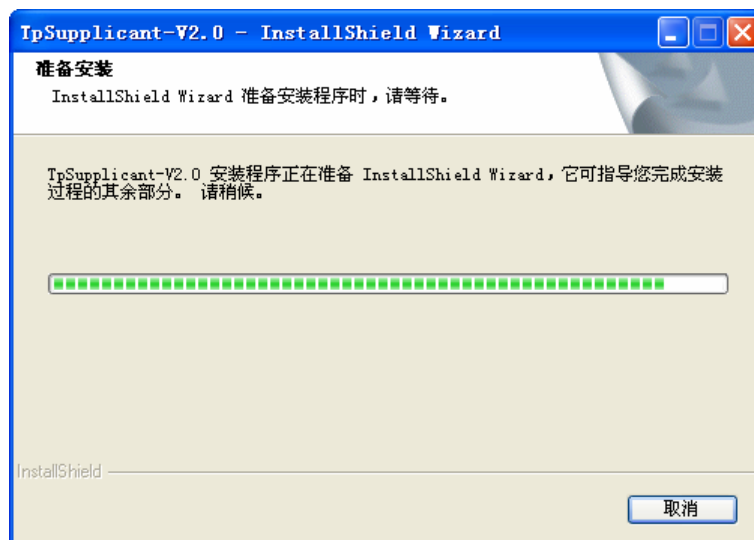 TpSupplicant-V2.0 - InstallShield Wizard
准备安装
InstallShield Wizard 准备安装程序时，请等待。
TpSupplicant-V2.0 安装程序正在准备 InstallShield Wizard，它可指导您完成安装
过程的其余部分。 请稍候。
InstallShield
取消